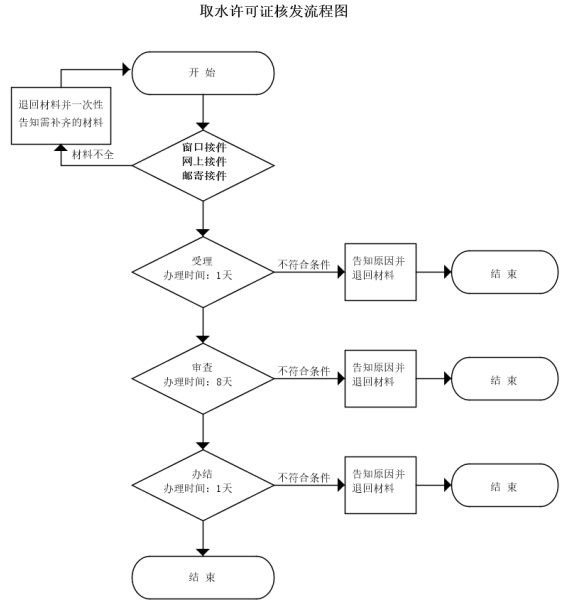 取水许可证核发流程图
开 始
退回材料并一次性
告知需补齐的材料
材料不全
窗口接件
网上接件
邮寄接件
受理
办理时间：1天
不符合条件
告知原因并
退回材料
结 束
审查
办理时间：8天
不符合条件
告知原因并
退回材料
结 束
办结
办理时间：1天
不符合条件
告知原因并
退回材料
结 束
结 束